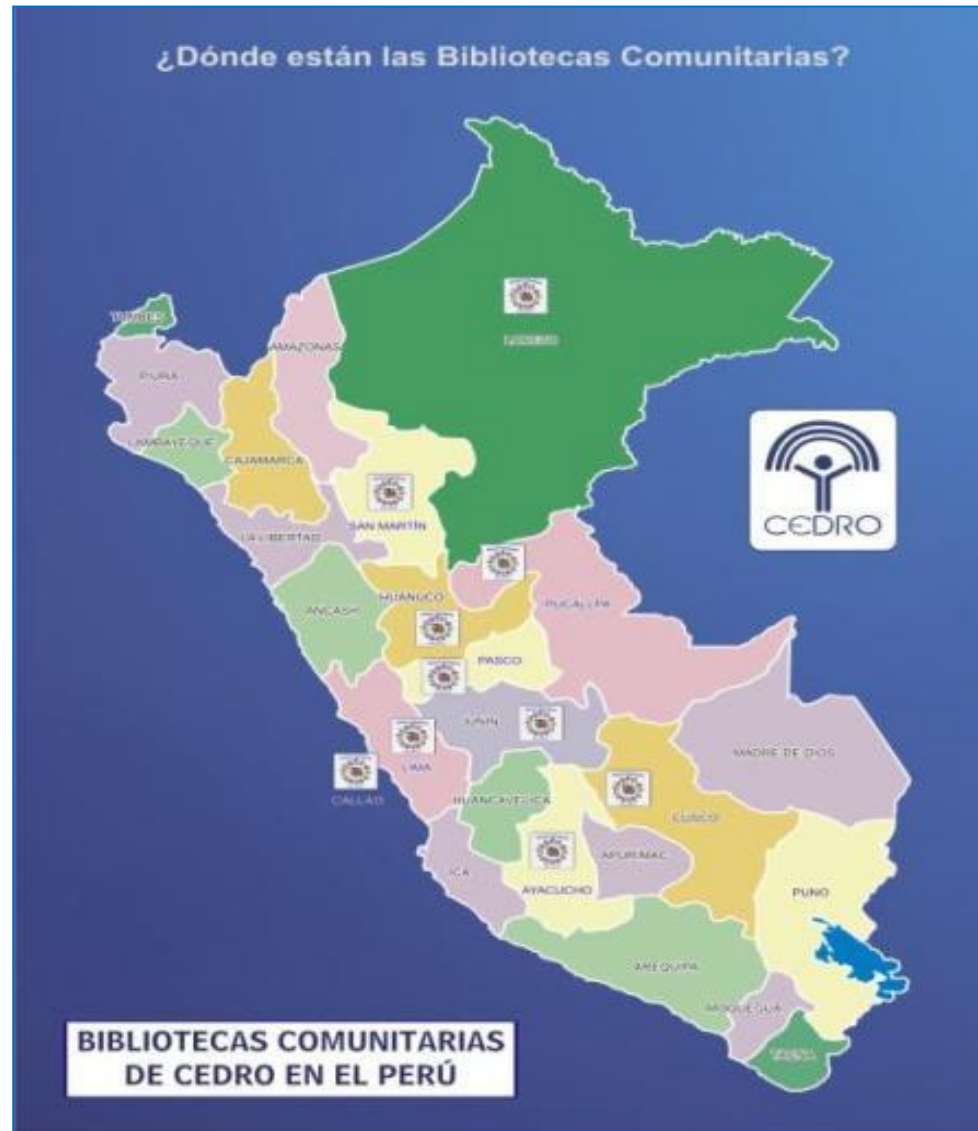 ¿Dónde están las Bibliotecas Comunitarias?
TUMBES
AMAZONAS
PIURA
LAMBAYEQUE
CAJAMARCA
SAN MARTÍN
LA LIBERTAD
CEDRO
HUANUCO
ANCASH
PUCALLPA
PASCO
JUNIN
MADRE DE DIOS
LIMA
CALLAO
HUANCAVELICA
CUSCO
APURIMAC
ICA
AYACUCHO
PUNO
AREQUIPA
MOQUEGUA
TACNA
BIBLIOTECAS COMUNITARIAS
DE CEDRO EN EL PERÚ